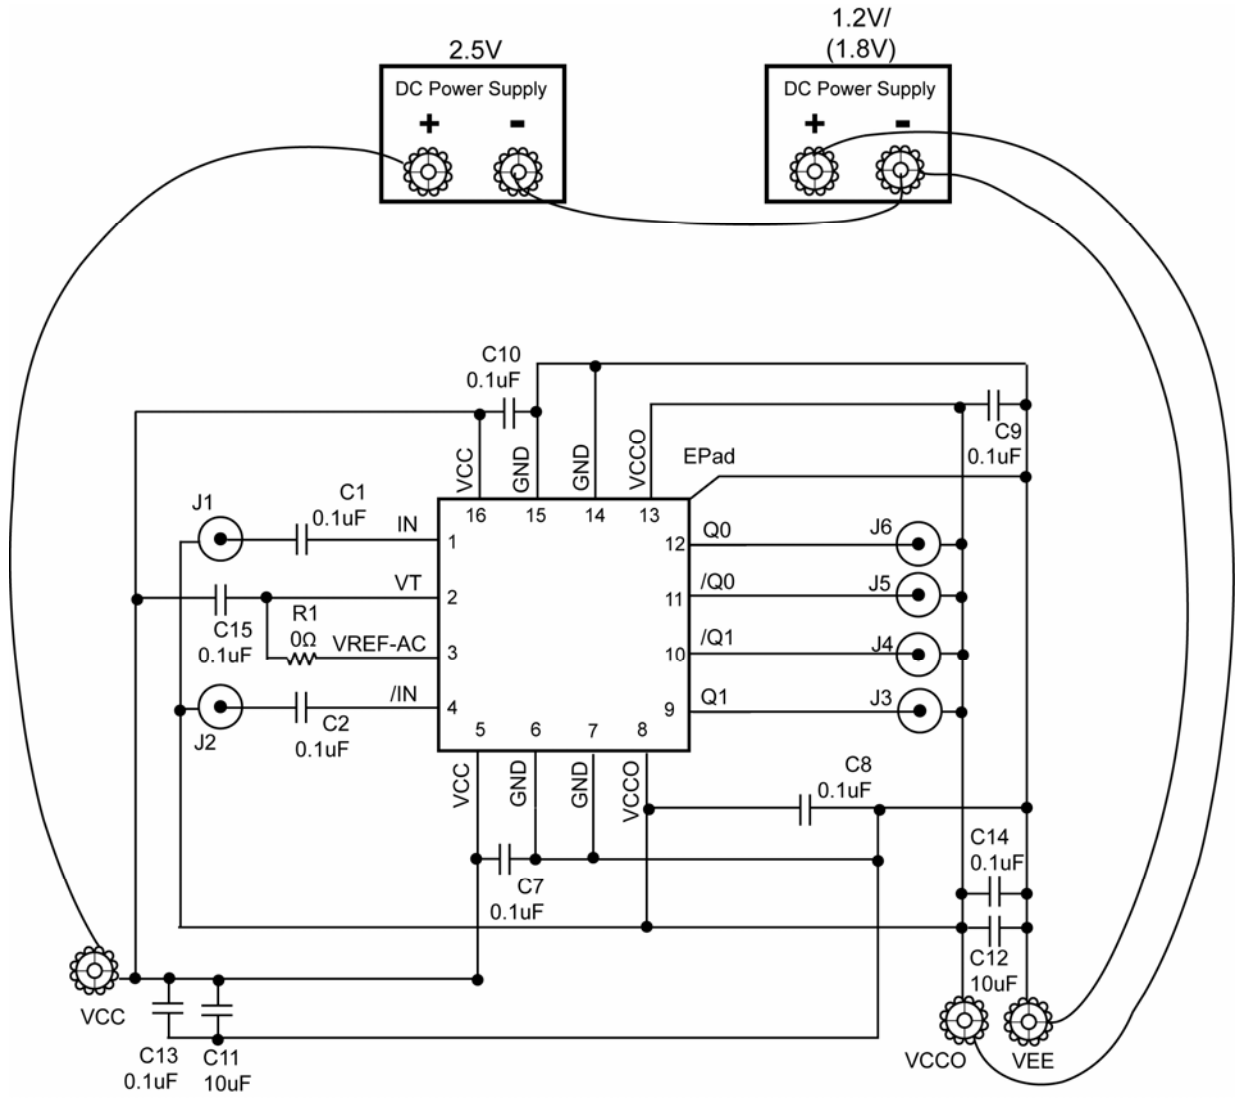 1.2V/
(1.8V)
2.5V
DC Power Supply
+ -
DC Power Supply
+ -
C10
0.1uF
C9
0.1uF
VCC
GND
GND
VCCO
EPad
16 15 14 13
J1
C1
0.1uF
IN
1
VT
2
C15
0.1uF
R1
0Ω
VREF-AC
3
/IN
4
J2
C2
0.1uF
12
Q0
J6
11
/Q0
J5
10
/Q1
J4
9
Q1
J3
5 6 7 8
VCC
GND
GND
VCCO
C8
0.1uF
C7
0.1uF
C14
0.1uF
C12
10uF
VCC
C13
0.1uF
C11
10uF
VCCO
VEE